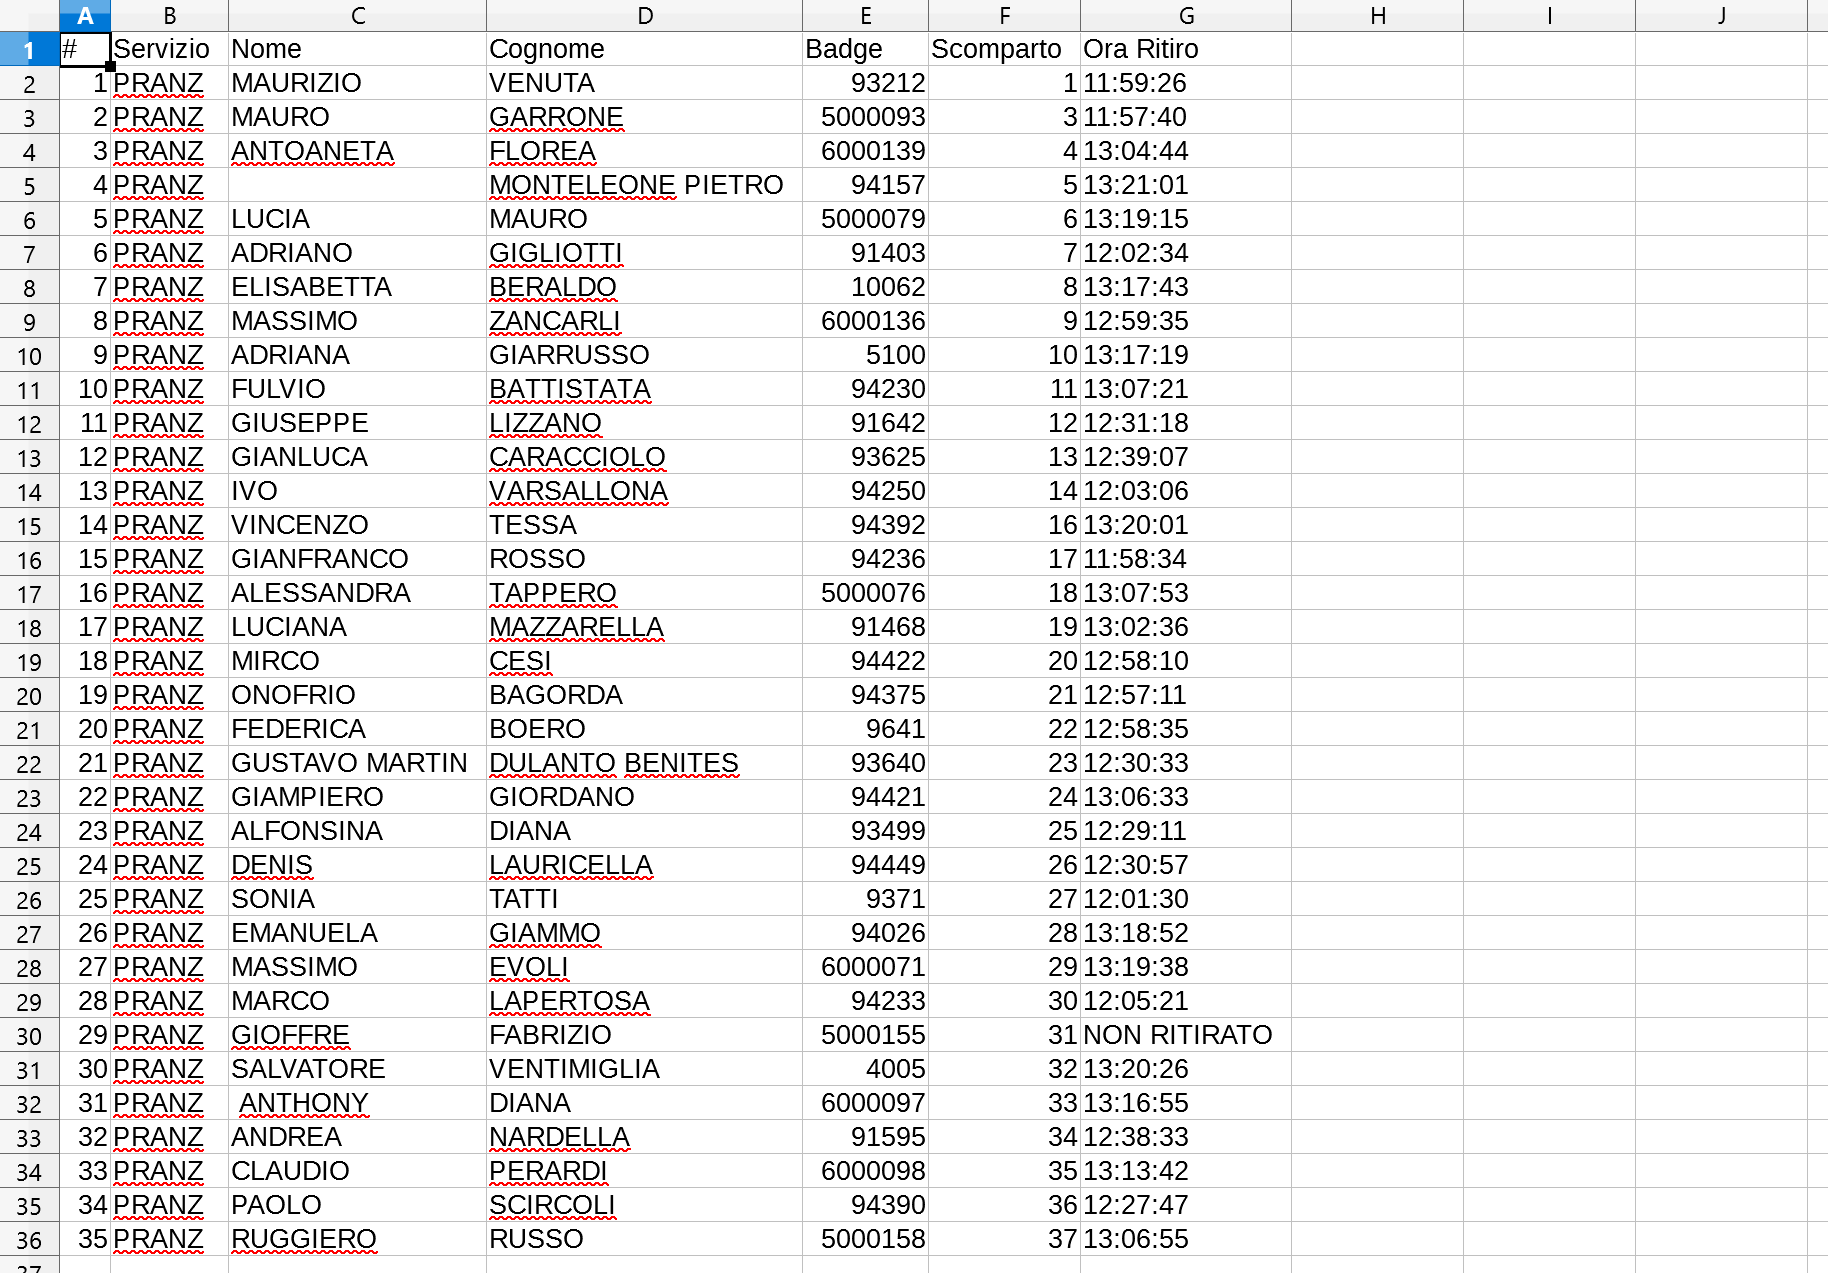 A B C D E F G H I J
1 # Servizio Nome Cognome Badge Scomparto Ora Ritiro
2 1 PRANZ MAURIZIO VENUTA 93212 1 11:59:26
3 2 PRANZ MAURO GARRONE 5000093 3 11:57:40
4 3 PRANZ ANTOANETA FLOREA 6000139 4 13:04:44
5 4 PRANZ MONTELEONE PIETRO 94157 5 13:21:01
6 5 PRANZ LUCIA MAURO 5000079 6 13:19:15
7 6 PRANZ ADRIANO GIGLIOTTI 91403 7 12:02:34
8 7 PRANZ ELISABETTA BERALDO 10062 8 13:17:43
9 8 PRANZ MASSIMO ZANCARLI 6000136 9 12:59:35
10 9 PRANZ ADRIANA GIARRUSSO 5100 10 13:17:19
11 10 PRANZ FULVIO BATTISTATA 94230 11 13:07:21
12 11 PRANZ GIUSEPPE LIZZANO 91642 12 12:31:18
13 12 PRANZ GIANLUCA CARACCIOLO 93625 13 12:39:07
14 13 PRANZ IVO VARSALLONA 94250 14 12:03:06
15 14 PRANZ VINCENZO TESSA 94392 16 13:20:01
16 15 PRANZ GIANFRANCO ROSSO 94236 17 11:58:34
17 16 PRANZ ALESSANDRA TAPPERO 5000076 18 13:07:53
18 17 PRANZ LUCIANA MAZZARELLA 91468 19 13:02:36
19 18 PRANZ MIRCO CESI 94422 20 12:58:10
20 19 PRANZ ONOFRIO BAGORDA 94375 21 12:57:11
21 20 PRANZ FEDERICA BOERO 9641 22 12:58:35
22 21 PRANZ GUSTAVO MARTIN DULANTO BENITES 93640 23 12:30:33
23 22 PRANZ GIAMPIERO GIORDANO 94421 24 13:06:33
24 23 PRANZ ALFONSINA DIANA 93499 25 12:29:11
25 24 PRANZ DENIS LAURICELLA 94449 26 12:30:57
26 25 PRANZ SONIA TATTI 9371 27 12:01:30
27 26 PRANZ EMANUELA GIAMMO 94026 28 13:18:52
28 27 PRANZ MASSIMO EVOLI 6000071 29 13:19:38
29 28 PRANZ MARCO LAPERTOSA 94233 30 12:05:21
30 29 PRANZ GIOFFRE FABRIZIO 5000155 31 NON RITIRATO
31 30 PRANZ SALVATORE VENTIMIGLIA 4005 32 13:20:26
32 31 PRANZ ANTHONY DIANA 6000097 33 13:16:55
33 32 PRANZ ANDREA NARDELLA 91595 34 12:38:33
34 33 PRANZ CLAUDIO PERARDI 6000098 35 13:13:42
35 34 PRANZ PAOLO SCIRCOLI 94390 36 12:27:47
36 35 PRANZ RUGGIERO RUSSO 5000158 37 13:06:55
37